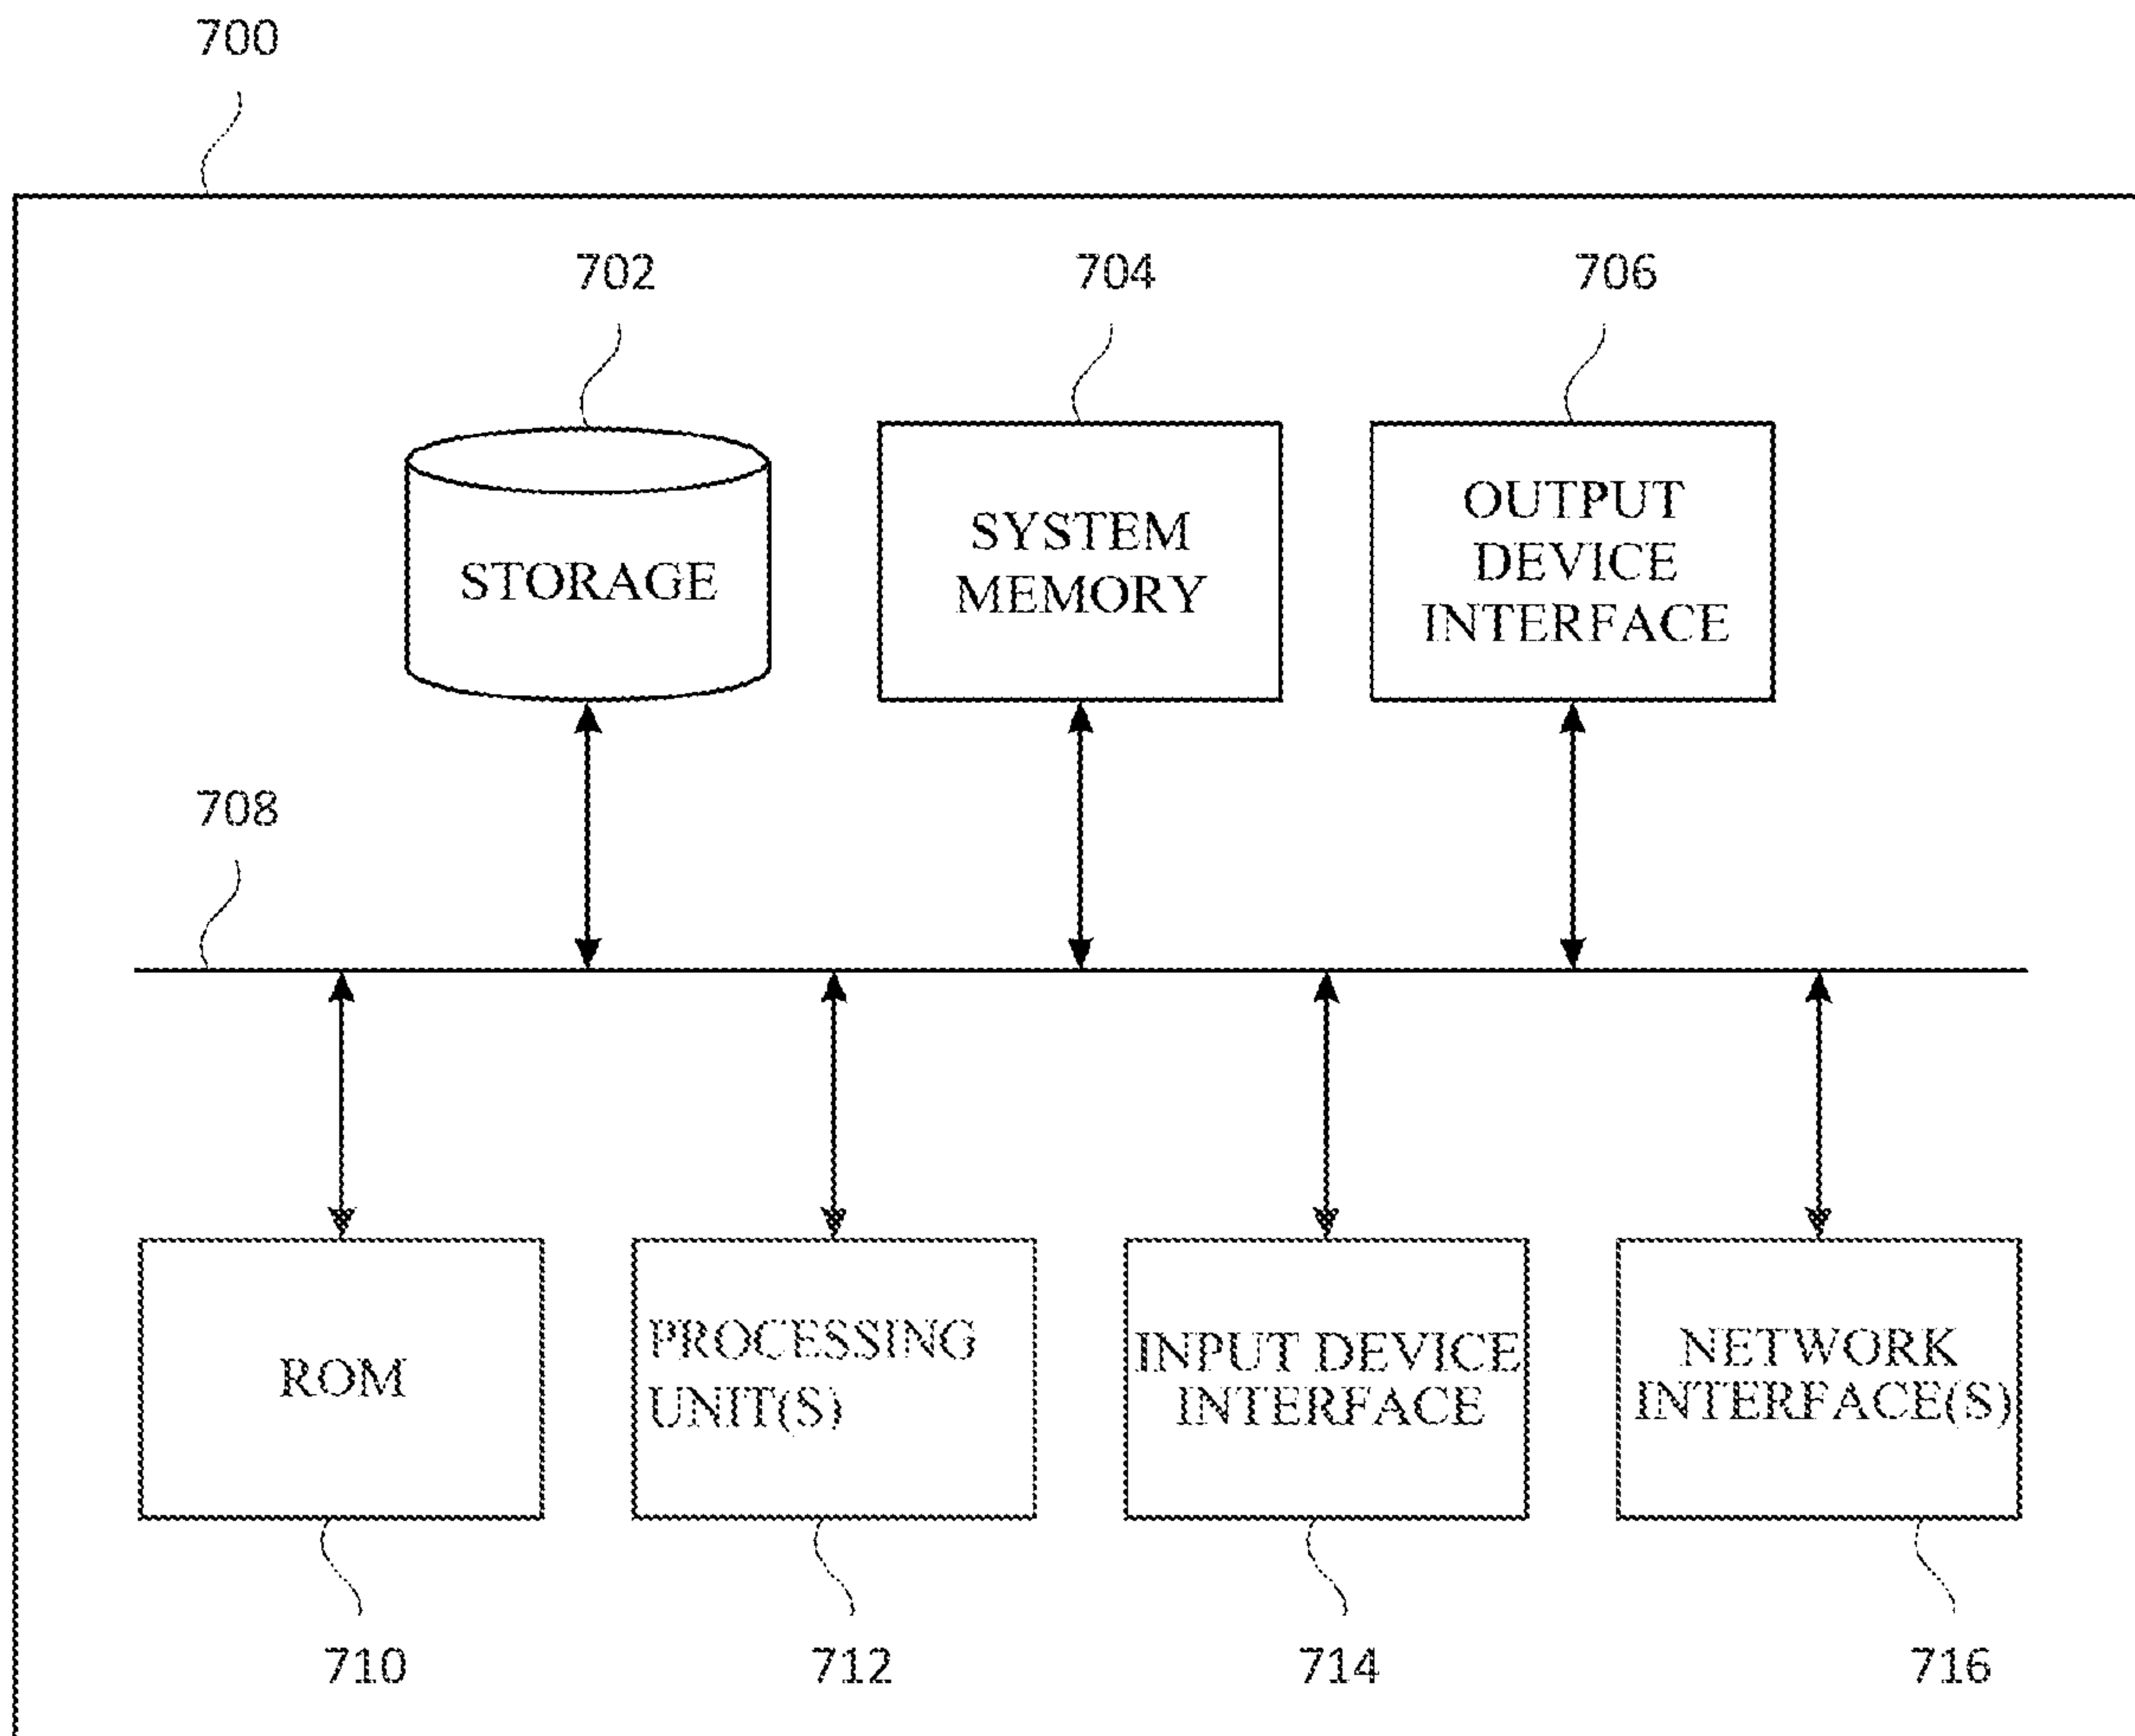 700
702
704
706
STORAGE
SYSTEM
MEMORY
OUTPUT
DEVICE
INTERFACE
708
ROM
PROCESSING
UNIT(S)
INPUT DEVICE
INTERFACE
NETWORK
INTERFACE(S)
710
712
714
716